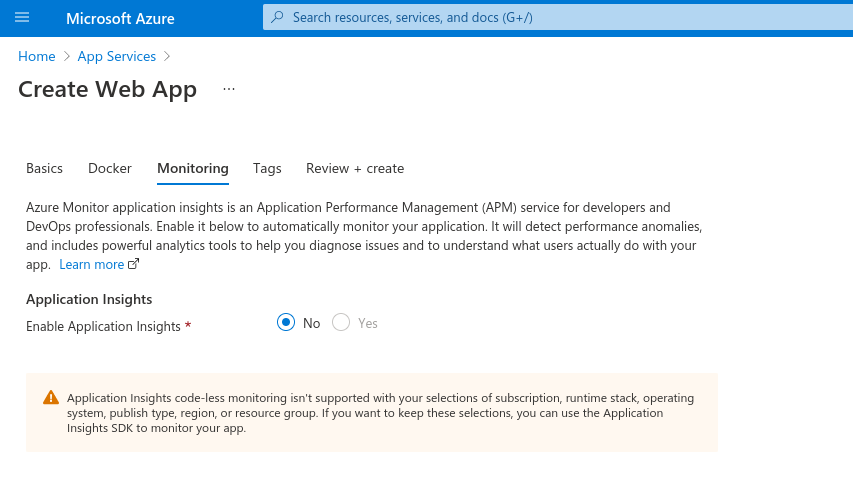 Microsoft Azure
Search resources, services, and docs (G+/)
Home > App Services >
Create Web App ...
Basics Docker Monitoring Tags Review + create
Azure Monitor application insights is an Application Performance Management (APM) service for developers and
DevOps professionals. Enable it below to automatically monitor your application. It will detect performance anomalies,
and includes powerful analytics tools to help you diagnose issues and to understand what users actually do with your
app. Learn more
Application Insights
Enable Application Insights * No Yes
Application Insights code-less monitoring isn't supported with your selections of subscription, runtime stack, operating
system, publish type, region, or resource group. If you want to keep these selections, you can use the Application
Insights SDK to monitor your app.